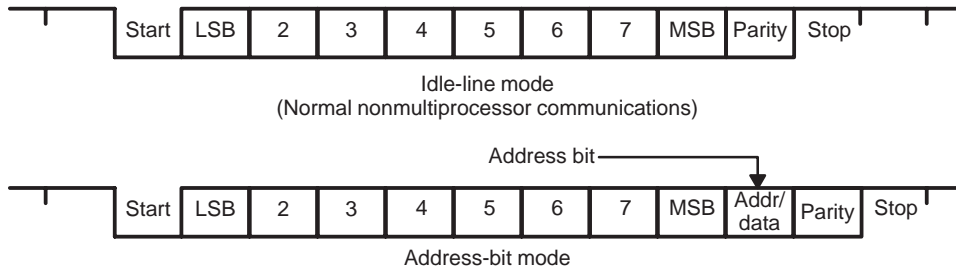 Start LSB 2 3 4 5 6 7 MSB Parity Stop
Idle-line mode
(Normal nonmultiprocessor communications)
Address bit
Start LSB 2 3 4 5 6 7 MSB Addr/ data Parity Stop
Address-bit mode